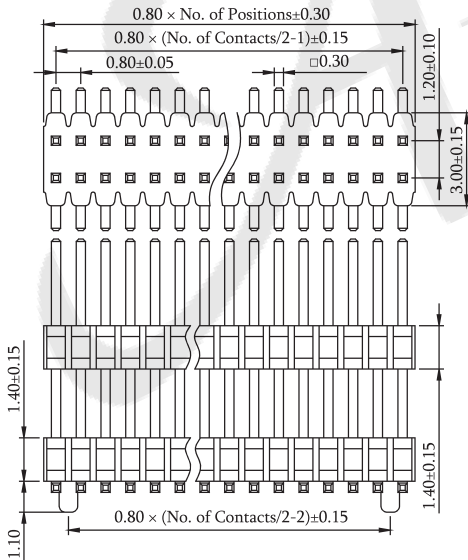 0.80 × No. of Positions±0.30
0.80 × (No. of Contacts/2-1)±0.15
0.80±0.05
□0.30
1.20±0.10
3.00±0.15
1.40±0.15
1.40±0.15
1.10
0.80 × (No. of Contacts/2-2)±0.15